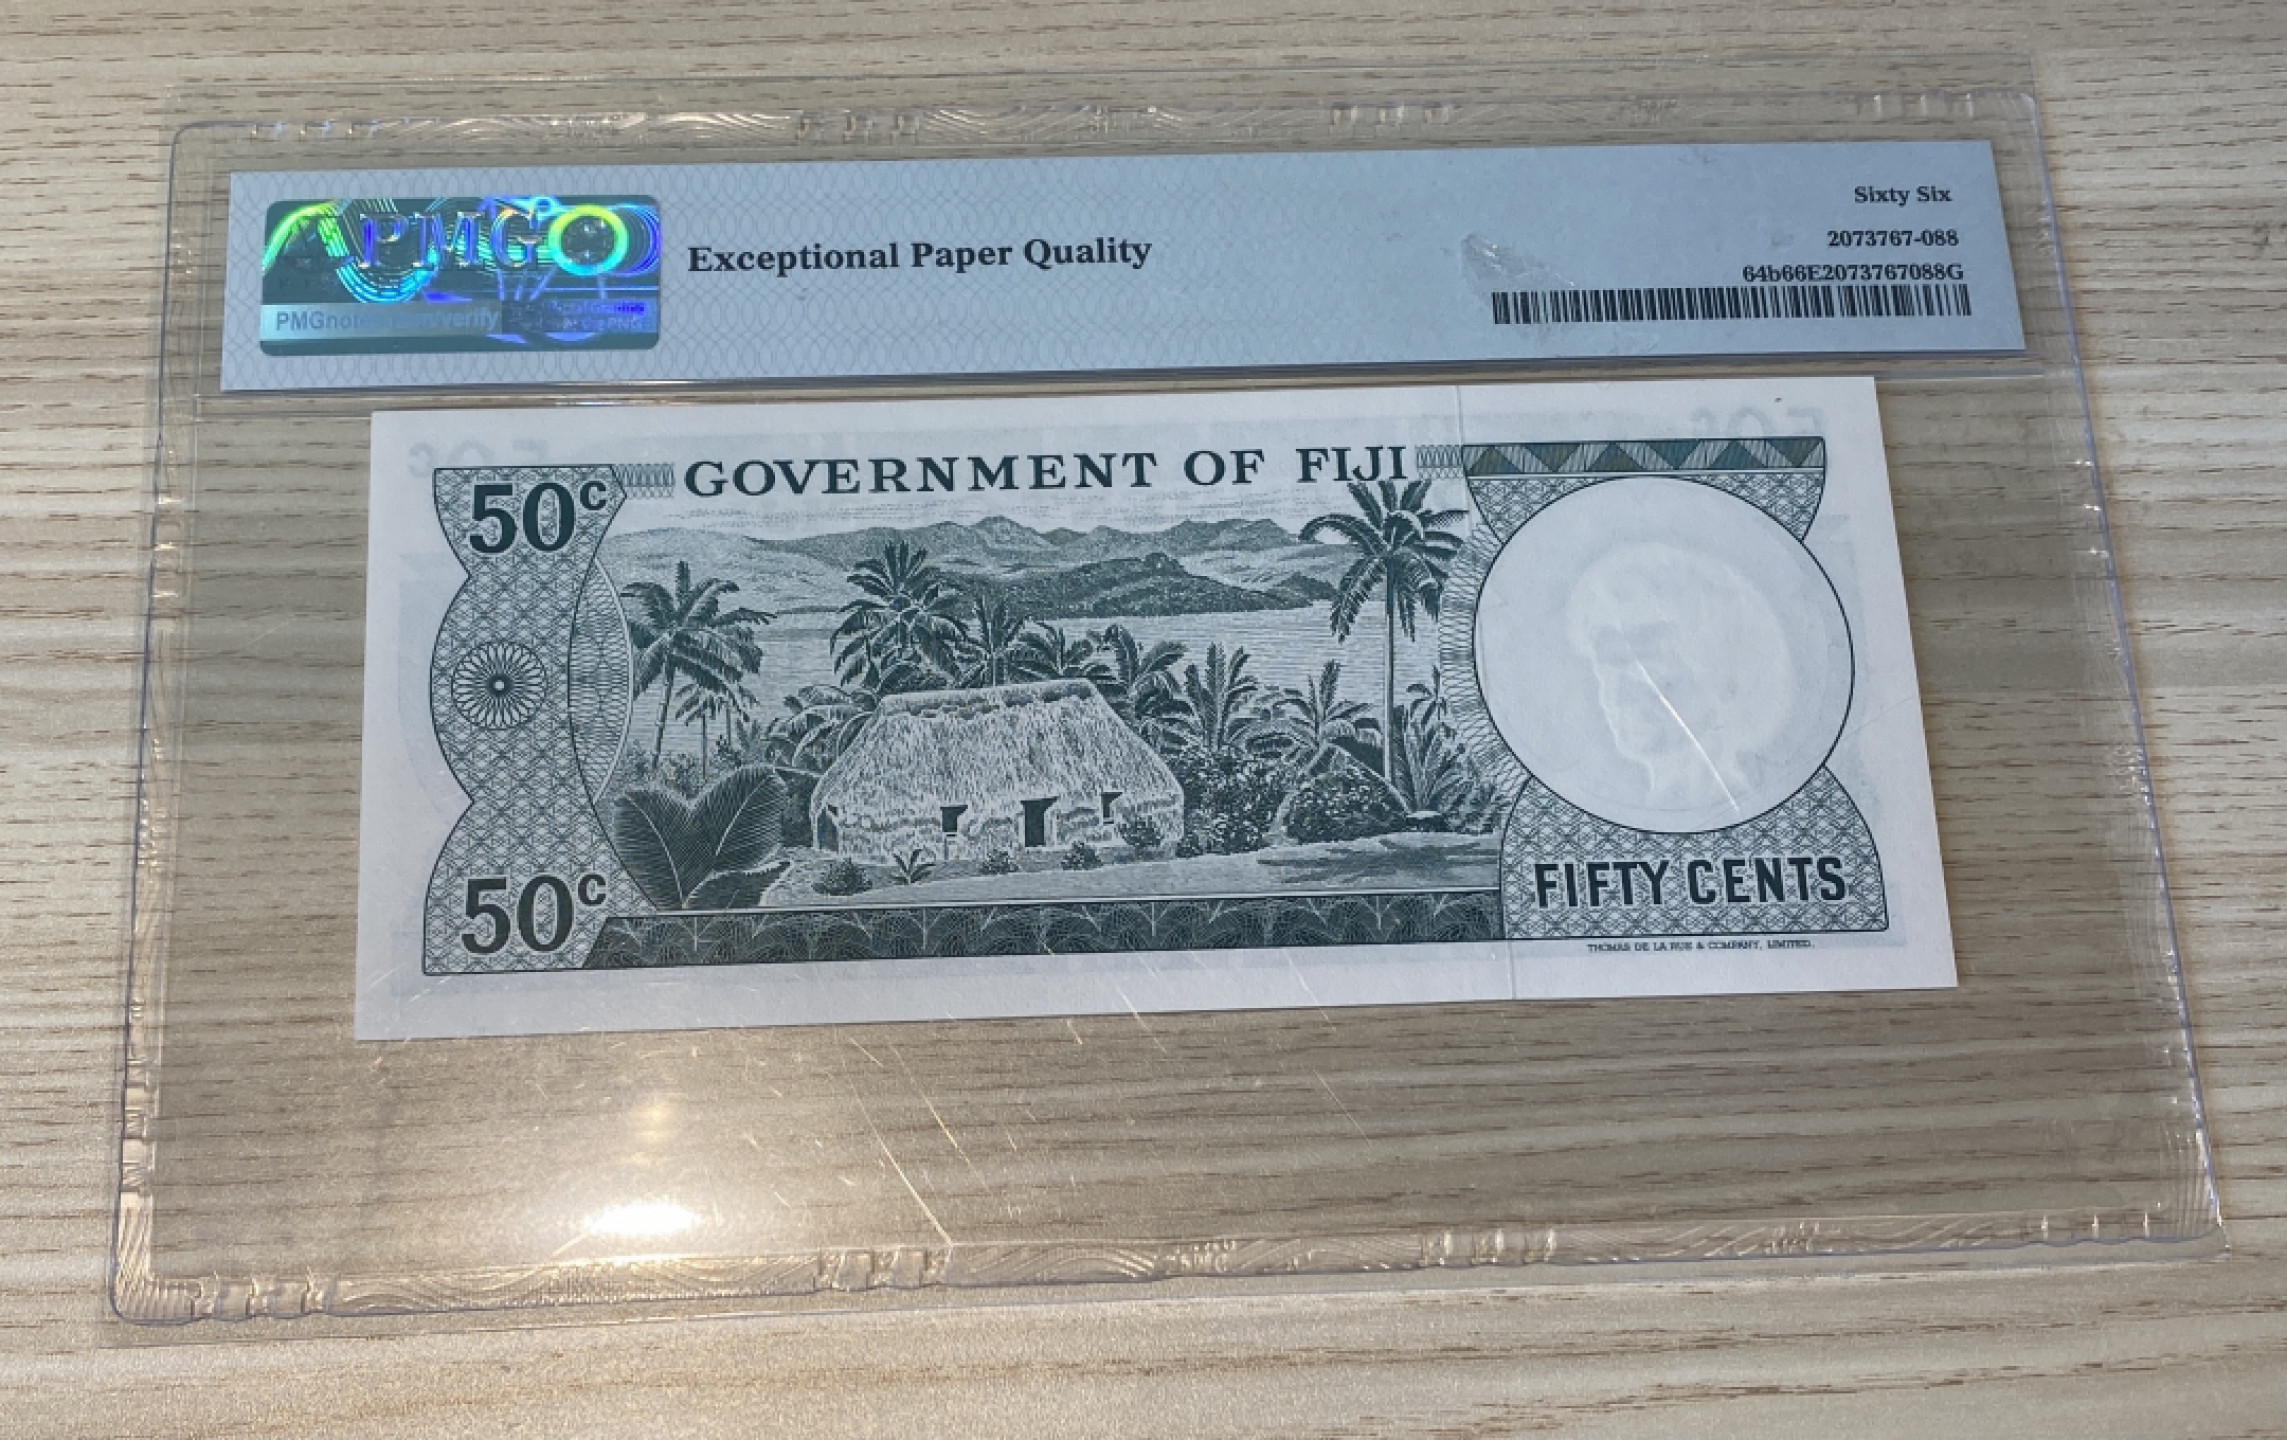 PMG
Exceptional Paper Quality
Sixty Six
2073767-088
64b66E2073767088G
GOVERNMENT OF FIJI
50c
50c
FIFTY CENTS
THOMAS DE LA RUE & COMPANY, LIMITED.